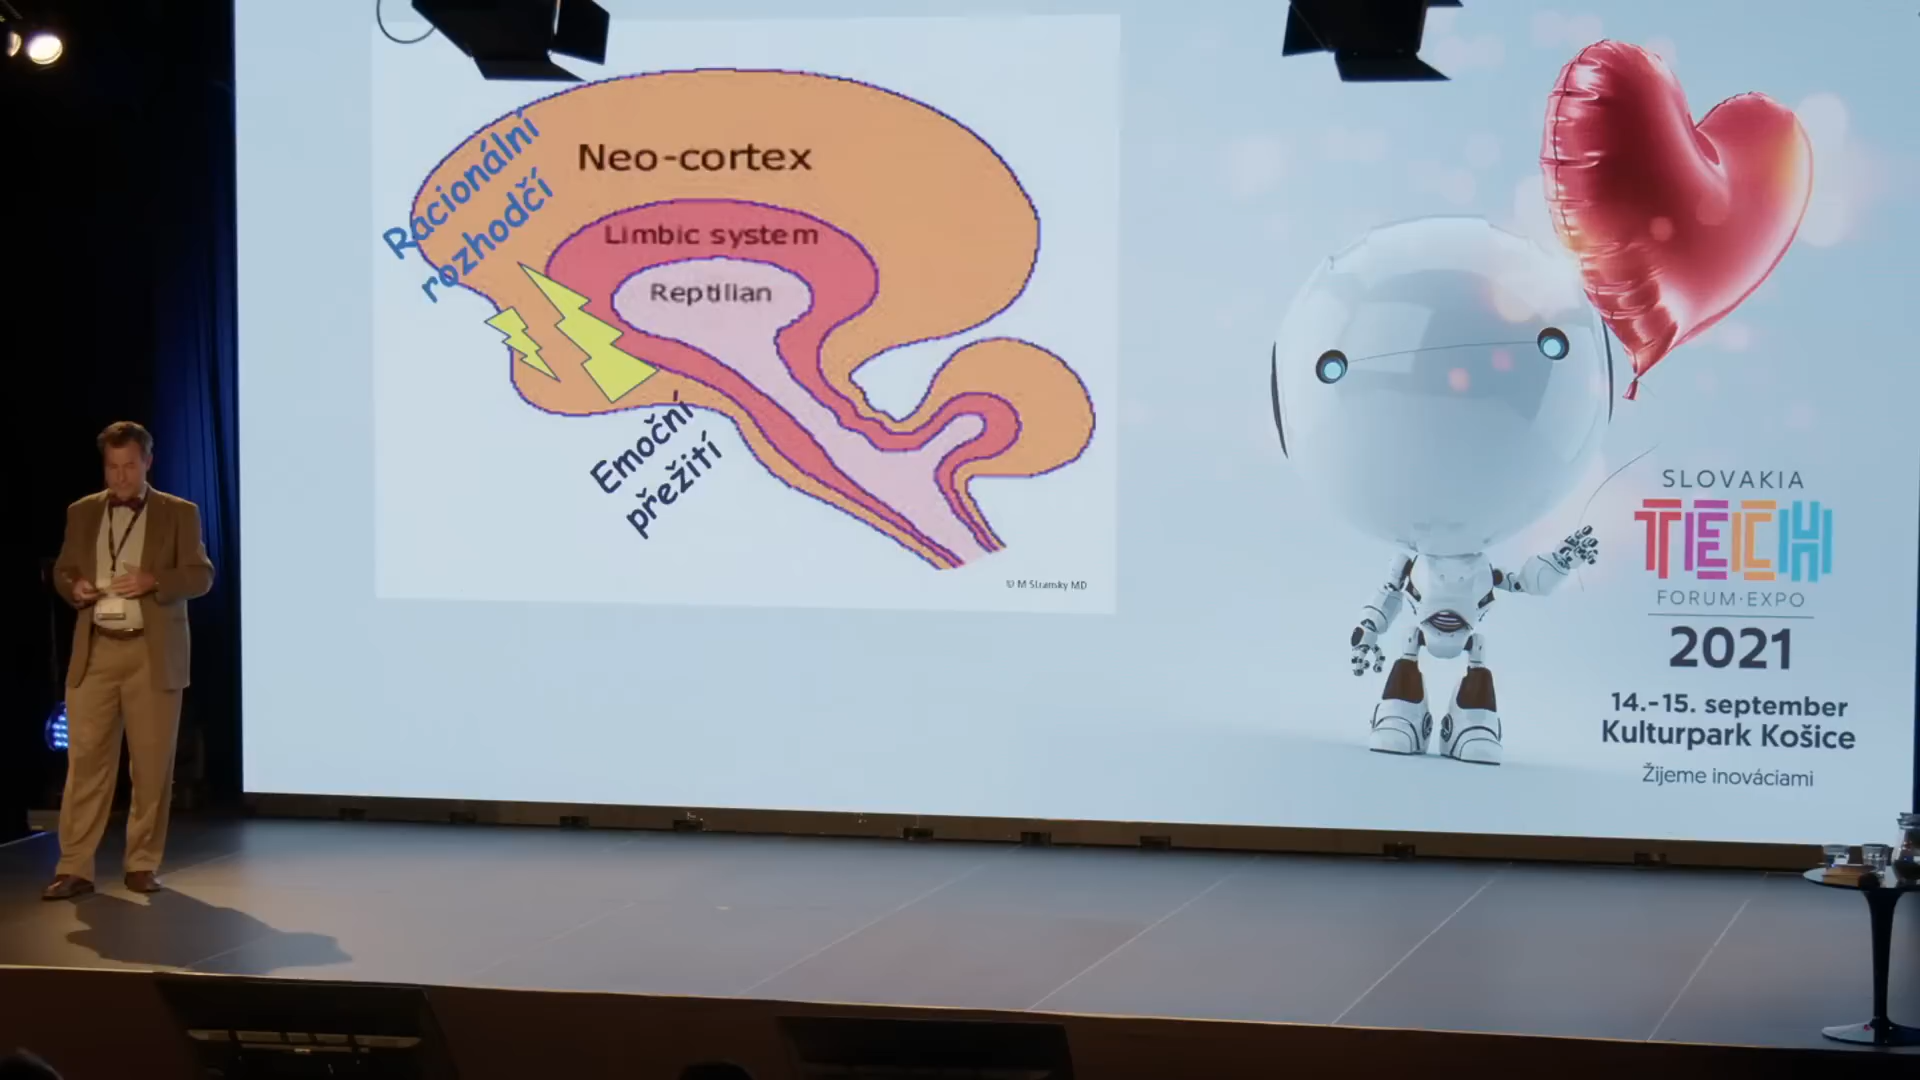 Neo-cortex
Limbic system
Reptilian
Racionální
rozhodčí
Emoční
přežití
© M Stransky MD
SLOVAKIA
TECH
FORUM·EXPO
2021
14.-15. september
Kulturpark Košice
Žijeme inováciami